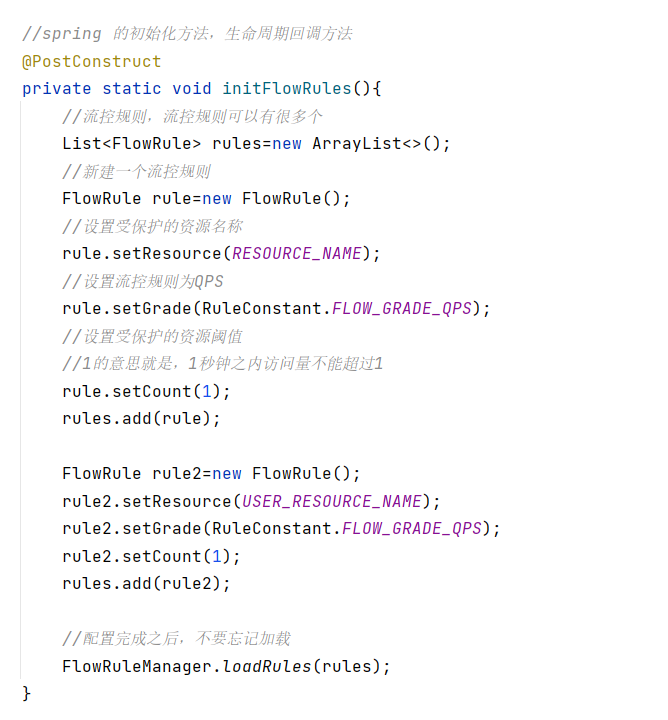 //spring 的初始化方法，生命周期回调方法
@PostConstruct
private static void initFlowRules(){
    //流控规则，流控规则可以有很多个
    List<FlowRule> rules=new ArrayList<>();
    //新建一个流控规则
    FlowRule rule=new FlowRule();
    //设置受保护的资源名称
    rule.setResource(RESOURCE_NAME);
    //设置流控规则为QPS
    rule.setGrade(RuleConstant.FLOW_GRADE_QPS);
    //设置受保护的资源阈值
    //1的意思就是，1秒钟之内访问量不能超过1
    rule.setCount(1);
    rules.add(rule);

    FlowRule rule2=new FlowRule();
    rule2.setResource(USER_RESOURCE_NAME);
    rule2.setGrade(RuleConstant.FLOW_GRADE_QPS);
    rule2.setCount(1);
    rules.add(rule2);

    //配置完成之后，不要忘记加载
    FlowRuleManager.loadRules(rules);
}